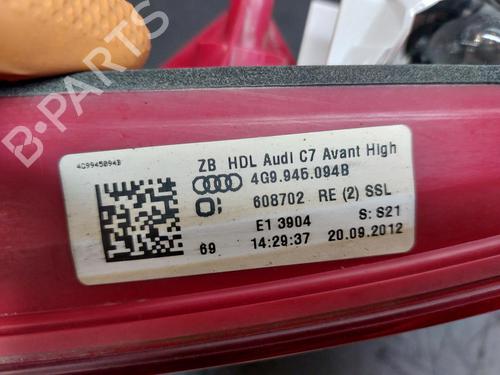 ZB HDL Audi C7 Avant High
4G9945094B
4G9.945.094B
608702 RE (2) SSL
E1 3904 S: S21
69 14:29:37 20.09.2012
B-PARTS